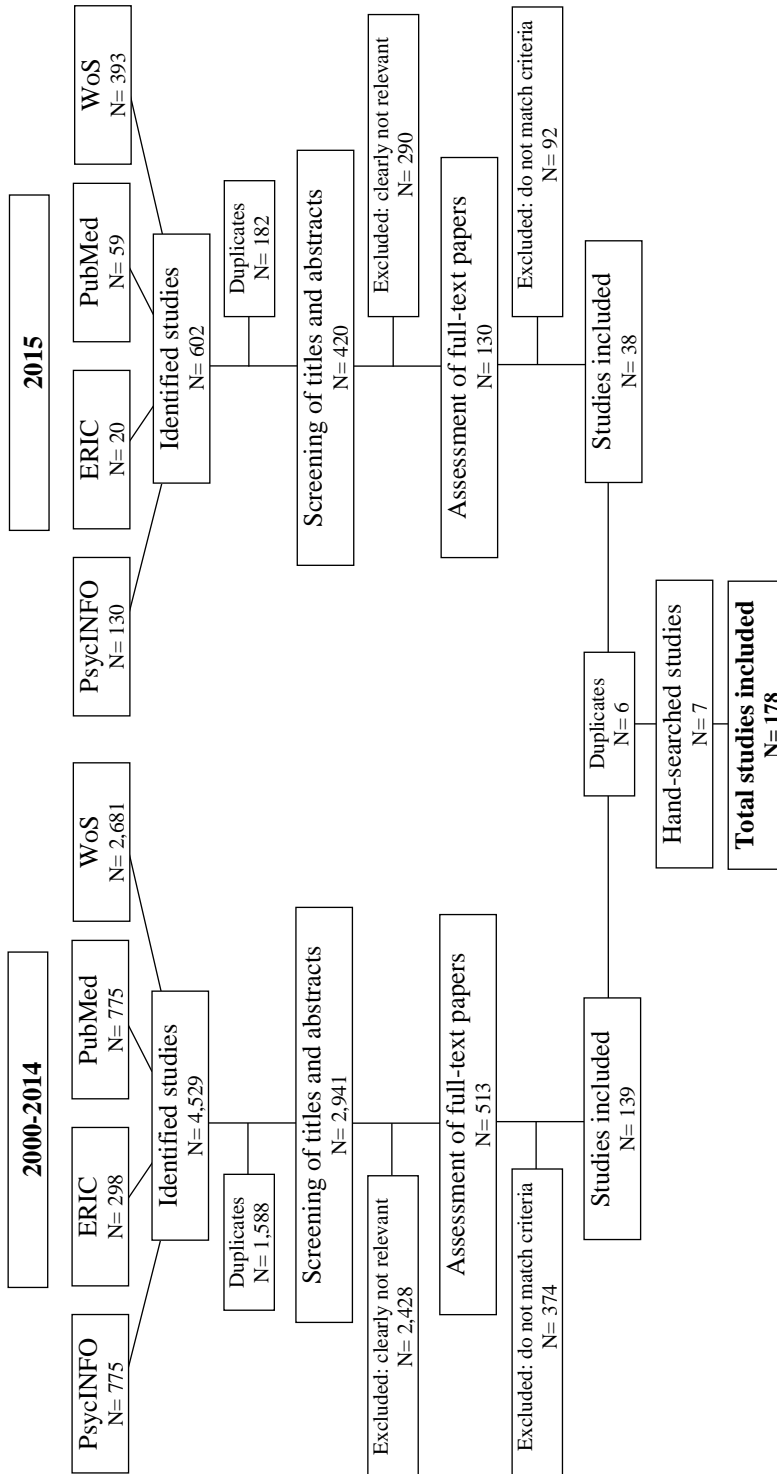 2000-2014
PsycINFO
N= 775
ERIC
N= 298
PubMed
N= 775
WoS
N= 2,681
Identified studies
N= 4,529
Duplicates
N= 1,588
Screening of titles and abstracts
N= 2,941
Excluded: clearly not relevant
N= 2,428
Assessment of full-text papers
N= 513
Excluded: do not match criteria
N= 374
Studies included
N= 139
2015
PsycINFO
N= 130
ERIC
N= 20
PubMed
N= 59
WoS
N= 393
Identified studies
N= 602
Duplicates
N= 182
Screening of titles and abstracts
N= 420
Excluded: clearly not relevant
N= 290
Assessment of full-text papers
N= 130
Excluded: do not match criteria
N= 92
Studies included
N= 38
Duplicates
N= 6
Hand-searched studies
N= 7
Total studies included
N= 178